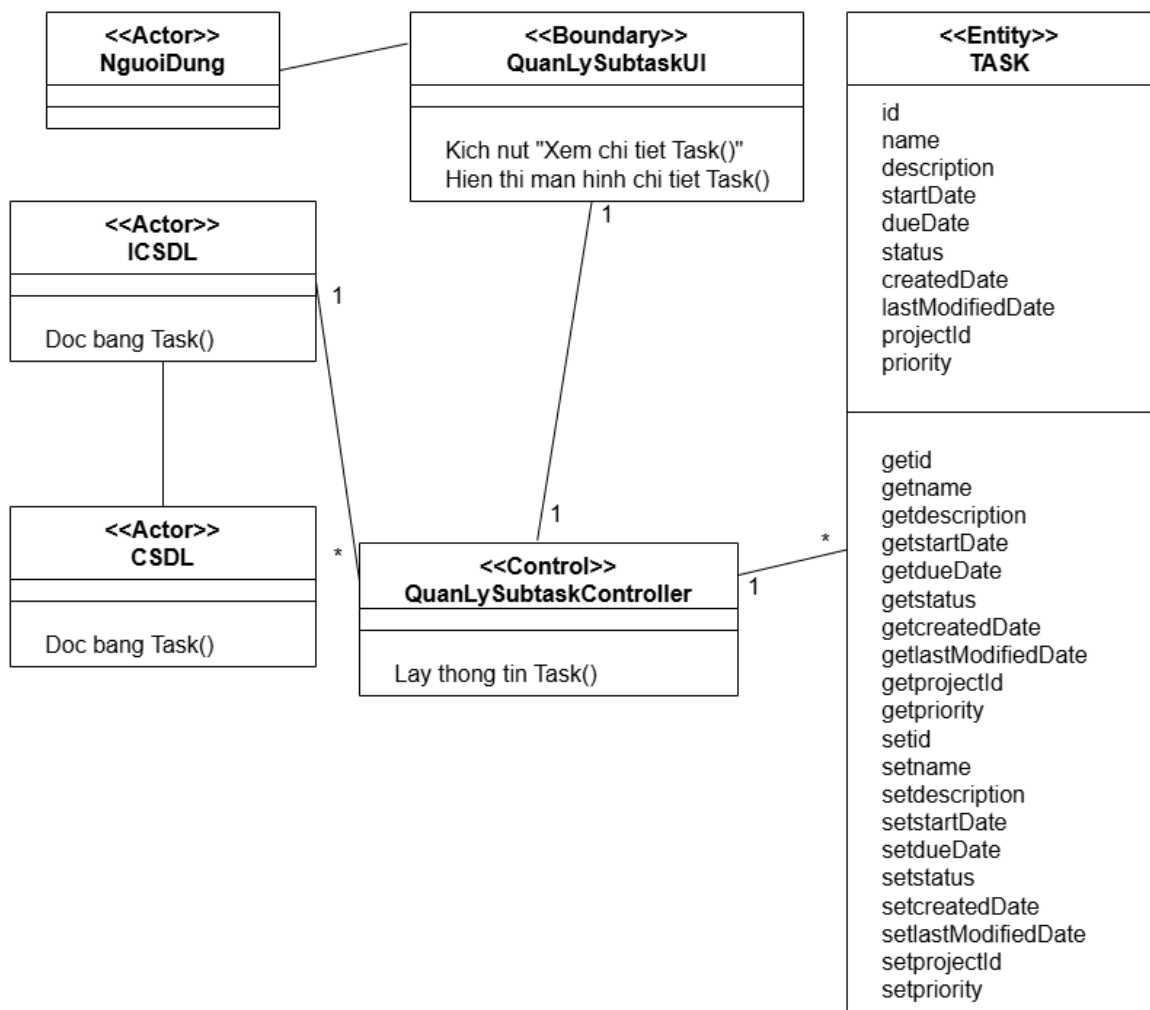 <<Actor>>
NguoiDung
<<Boundary>>
QuanLySubtaskUI
Kich nut "Xem chi tiet Task()"
Hien thi man hinh chi tiet Task()
1
<<Entity>>
TASK
id
name
description
startDate
dueDate
status
createdDate
lastModifiedDate
projectId
priority
getid
getname
getdescription
getstartDate
getdueDate
getstatus
getcreatedDate
getlastModifiedDate
getprojectId
getpriority
setid
setname
setdescription
setstartDate
setdueDate
setstatus
setcreatedDate
setlastModifiedDate
setprojectId
setpriority
<<Actor>>
ICSDL
Doc bang Task()
1
<<Actor>>
CSDL
Doc bang Task()
*
1
<<Control>>
QuanLySubtaskController
Lay thong tin Task()
1
*